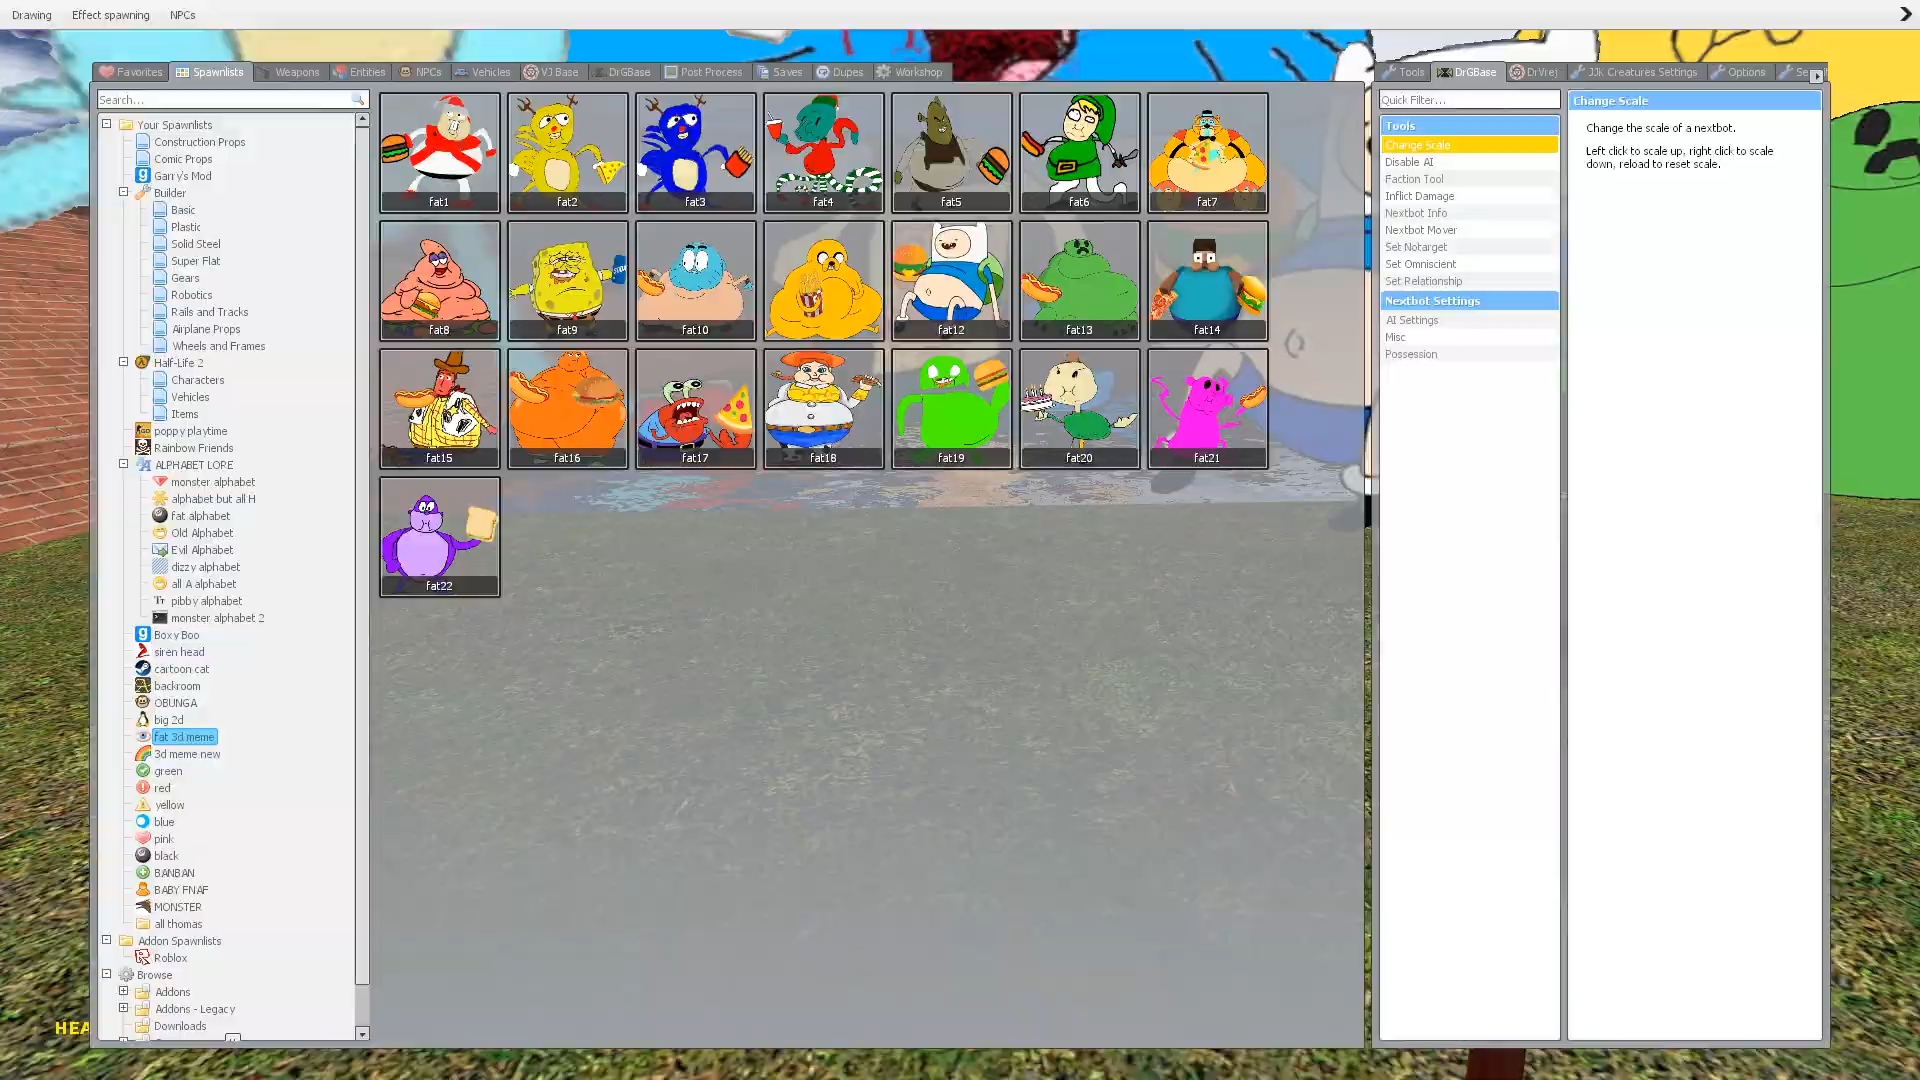 Drawing Effect spawning NPCs
Favorites Spawnlists Weapons Entities NPCs Vehicles VJ Base DrGBase Post Process Saves Dupes Workshop
Tools DrGBase DrVrej JJk Creatures Settings Options Se
Search...
Your Spawnlists
Construction Props
Comic Props
Garry's Mod
Builder
Basic
Plastic
Solid Steel
Super Flat
Gears
Robotics
Rails and Tracks
Airplane Props
Wheels and Frames
Half-Life 2
Characters
Vehicles
Items
poppy playtime
Rainbow Friends
ALPHABET LORE
monster alphabet
alphabet but all H
fat alphabet
Old Alphabet
Evil Alphabet
dizzy alphabet
all A alphabet
pibby alphabet
monster alphabet 2
Boxy Boo
siren head
cartoon cat
backroom
OBUNGA
big 2d
fat 3d meme
3d meme new
green
red
yellow
blue
pink
black
BANBAN
BABY FNAF
MONSTER
all thomas
Addon Spawnlists
Roblox
Browse
Addons
Addons - Legacy
Downloads
HEA
fat1 fat2 fat3 fat4 fat5 fat6 fat7
fat8 fat9 fat10 fat12 fat13 fat14
fat15 fat16 fat17 fat18 fat19 fat20 fat21
fat22
Quick Filter...
Tools
Change Scale
Disable AI
Faction Tool
Inflict Damage
Nextbot Info
Nextbot Mover
Set Notarget
Set Omniscient
Set Relationship
Nextbot Settings
AI Settings
Misc
Possession
Change Scale
Change the scale of a nextbot.
Left click to scale up, right click to scale
down, reload to reset scale.